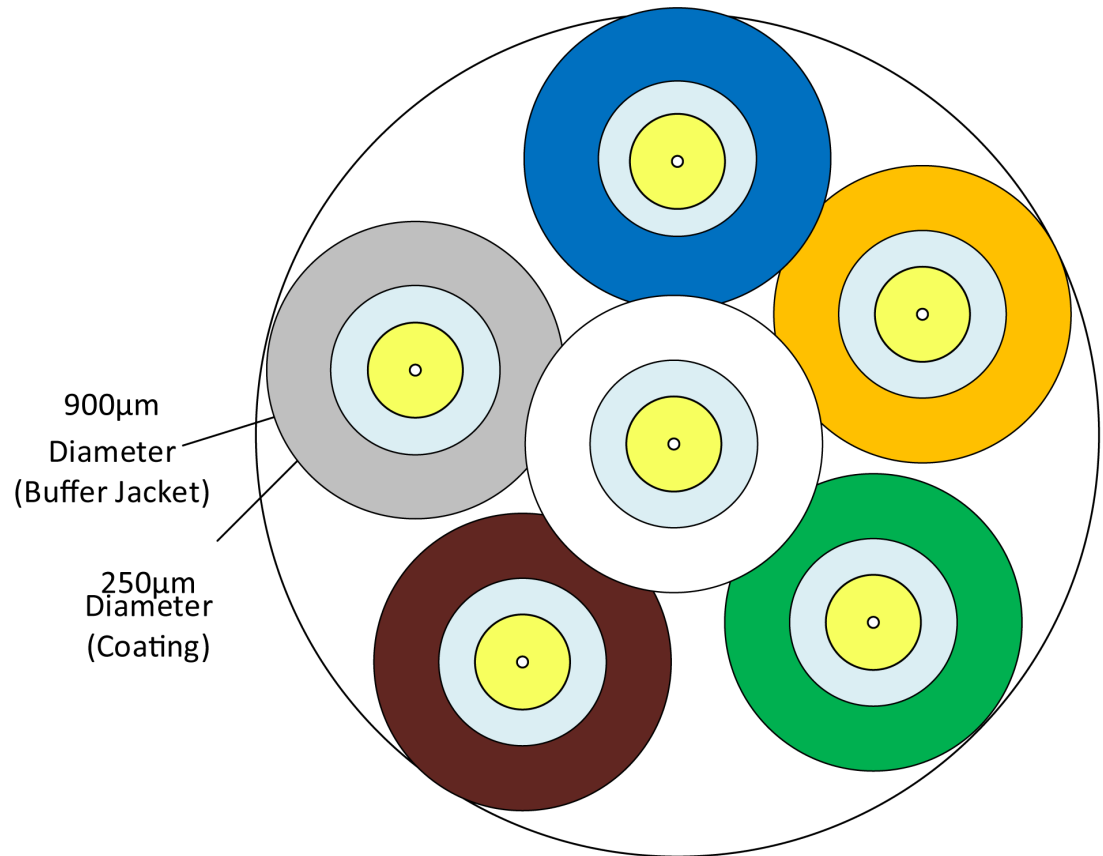 900µm
Diameter
(Buffer Jacket)
250µm
Diameter
(Coating)